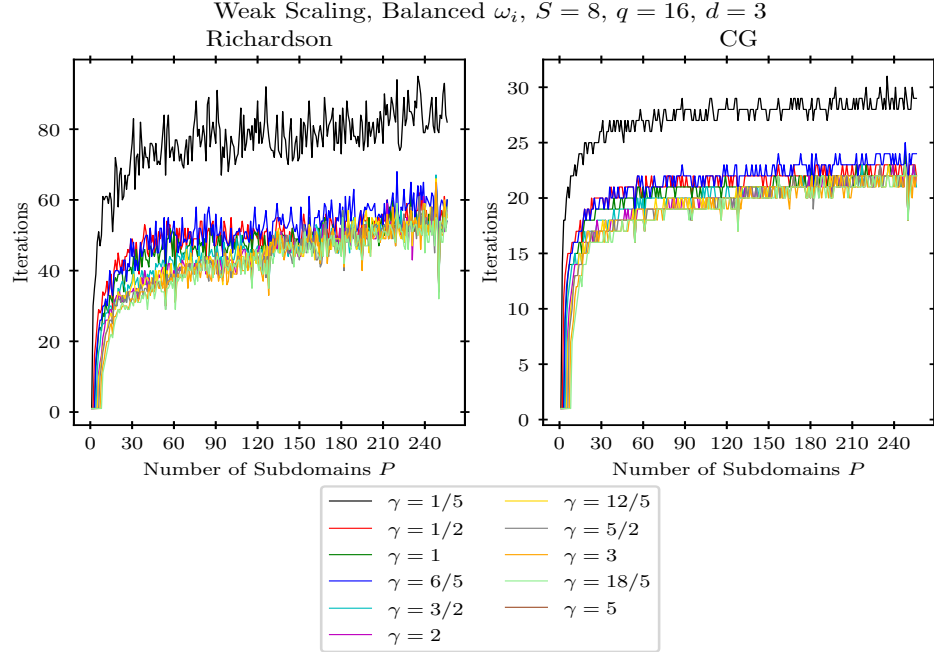 Weak Scaling, Balanced ω_i, S = 8, q = 16, d = 3
Richardson
CG
Iterations
80
60
40
20
0
0 30 60 90 120 150 180 210 240
Number of Subdomains P
Iterations
30
25
20
15
10
5
0
0 30 60 90 120 150 180 210 240
Number of Subdomains P
γ = 1/5
γ = 1/2
γ = 1
γ = 6/5
γ = 3/2
γ = 2
γ = 12/5
γ = 5/2
γ = 3
γ = 18/5
γ = 5